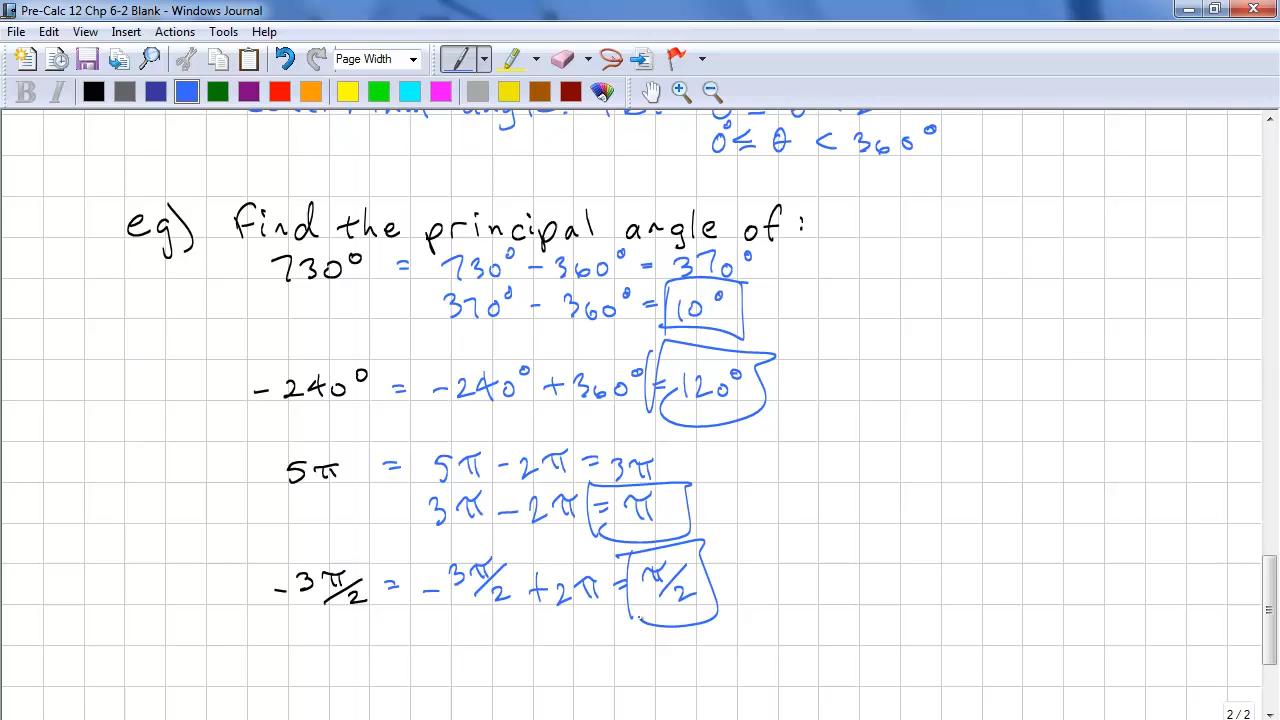 Pre-Calc 12 Chp 6-2 Blank - Windows Journal
File Edit View Insert Actions Tools Help
Page Width
B I
angle.
0° ≤ θ < 360°
eg) Find the principal angle of:
730° = 730° - 360° = 370°
370° - 360° = 10°
-240° = -240° + 360° = 120°
5π = 5π - 2π = 3π
3π - 2π = π
-3π/2 = -3π/2 + 2π = π/2
2 / 2